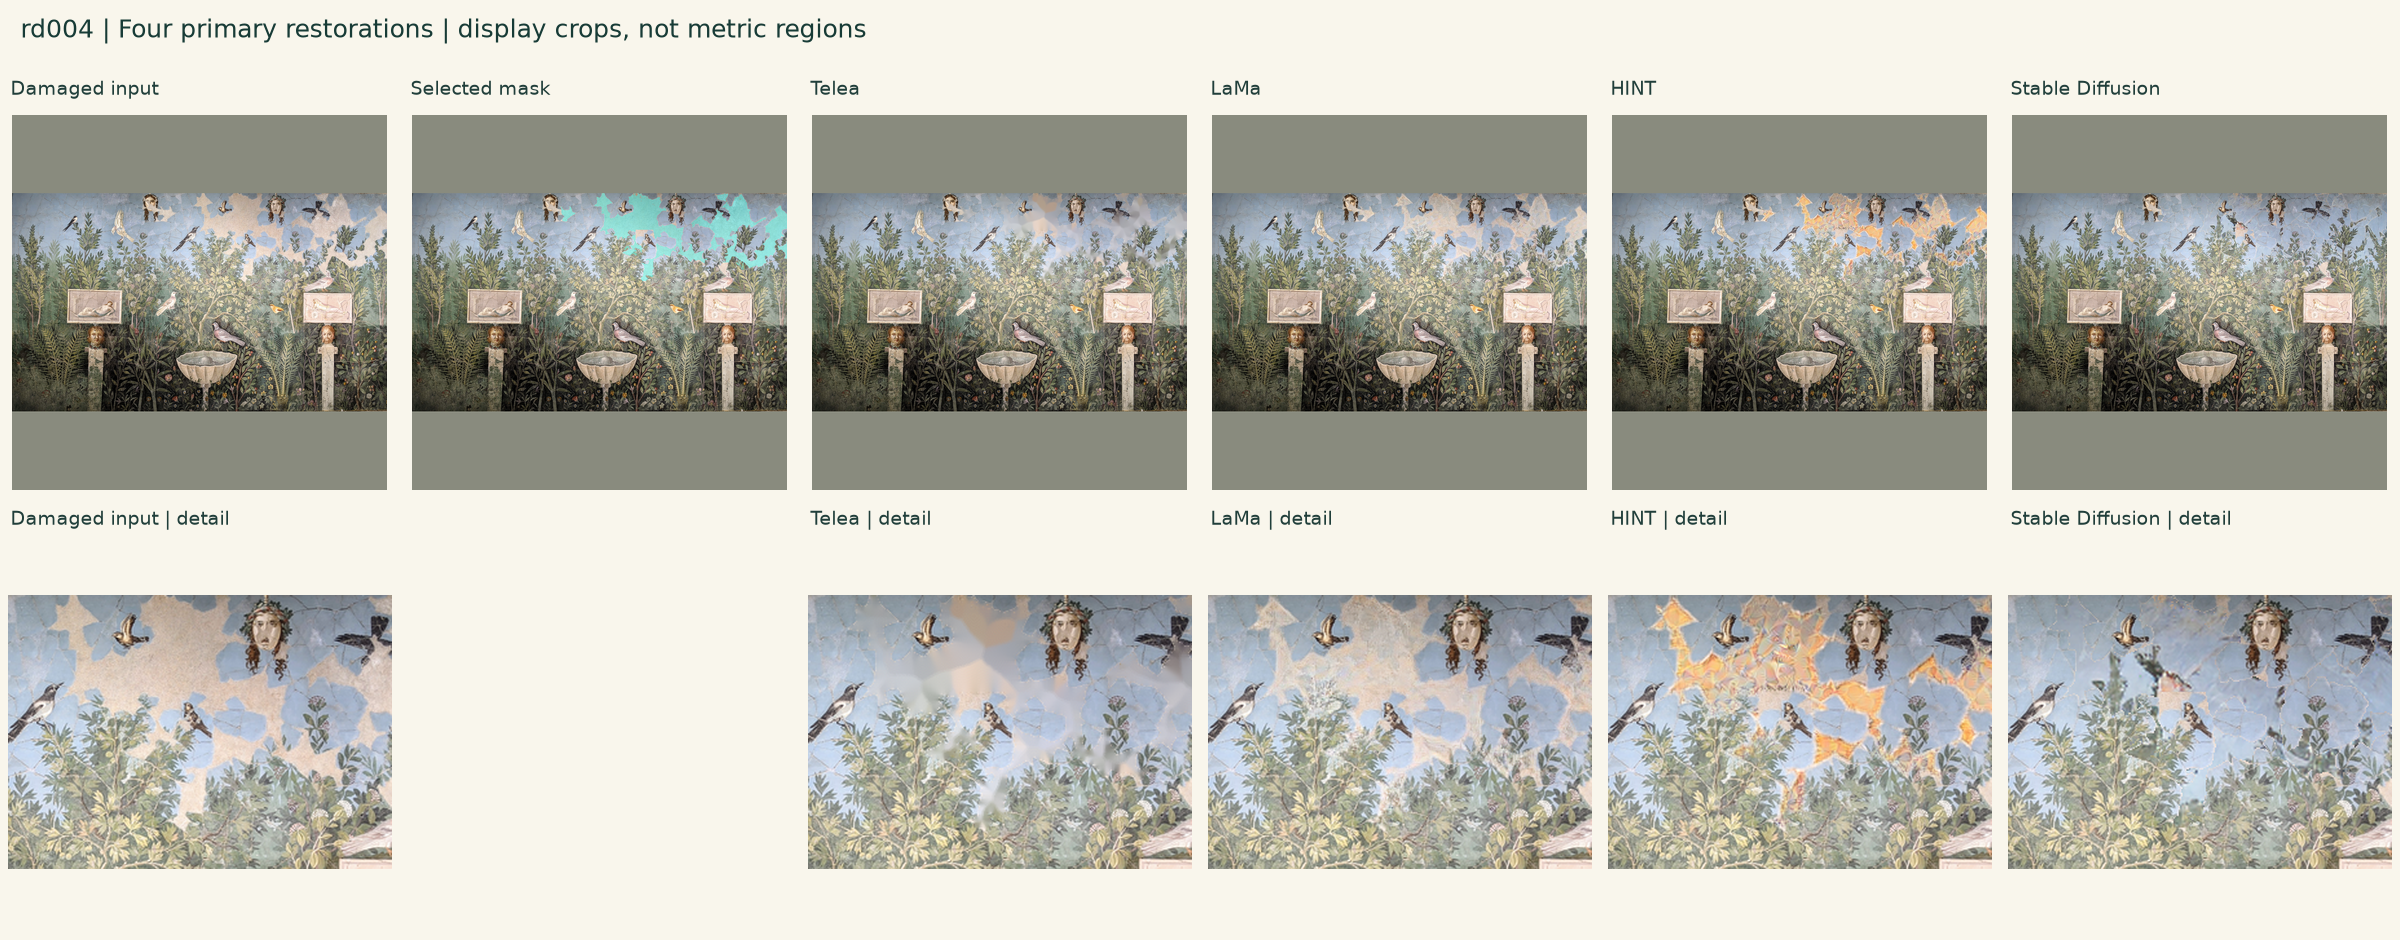 rd004 | Four primary restorations | display crops, not metric regions
Damaged input
Selected mask
Telea
LaMa
HINT
Stable Diffusion
Damaged input | detail
Telea | detail
LaMa | detail
HINT | detail
Stable Diffusion | detail